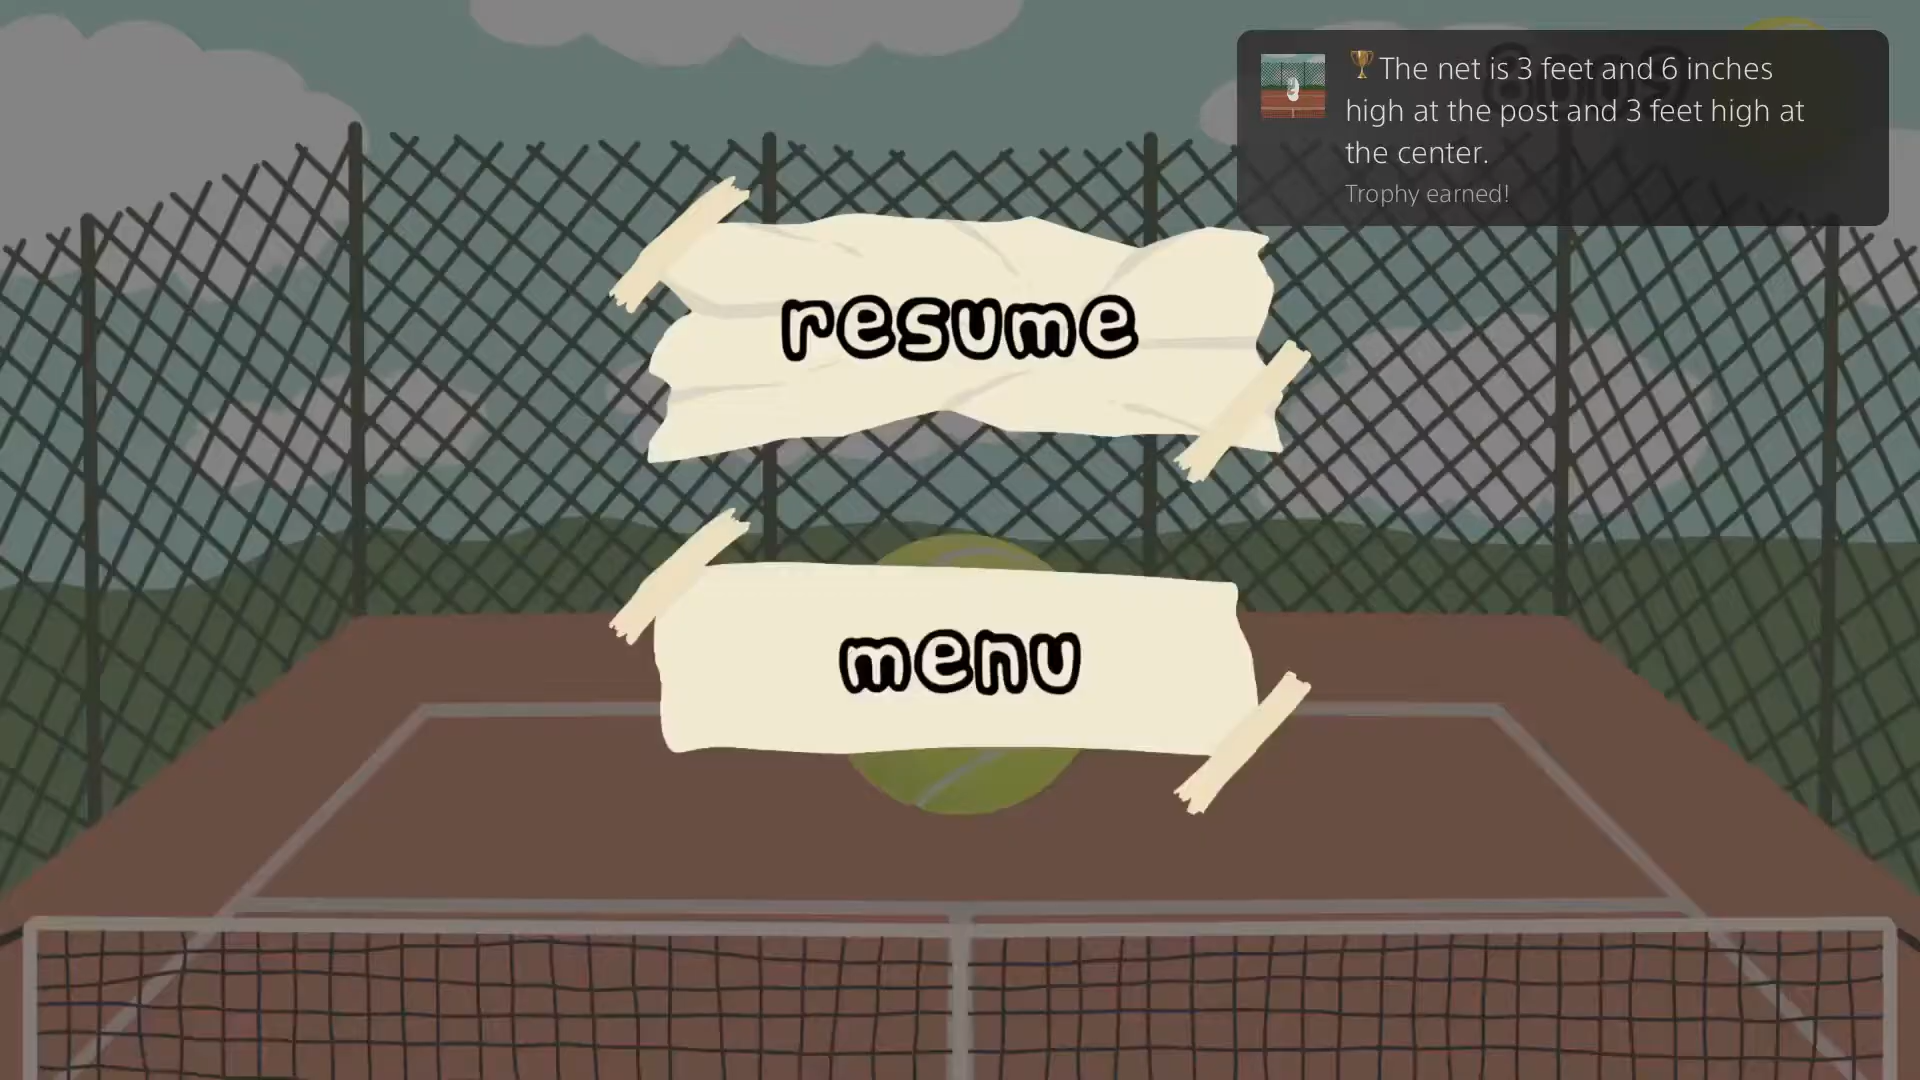 The net is 3 feet and 6 inches
high at the post and 3 feet high at
the center.
Trophy earned!
resume
menu